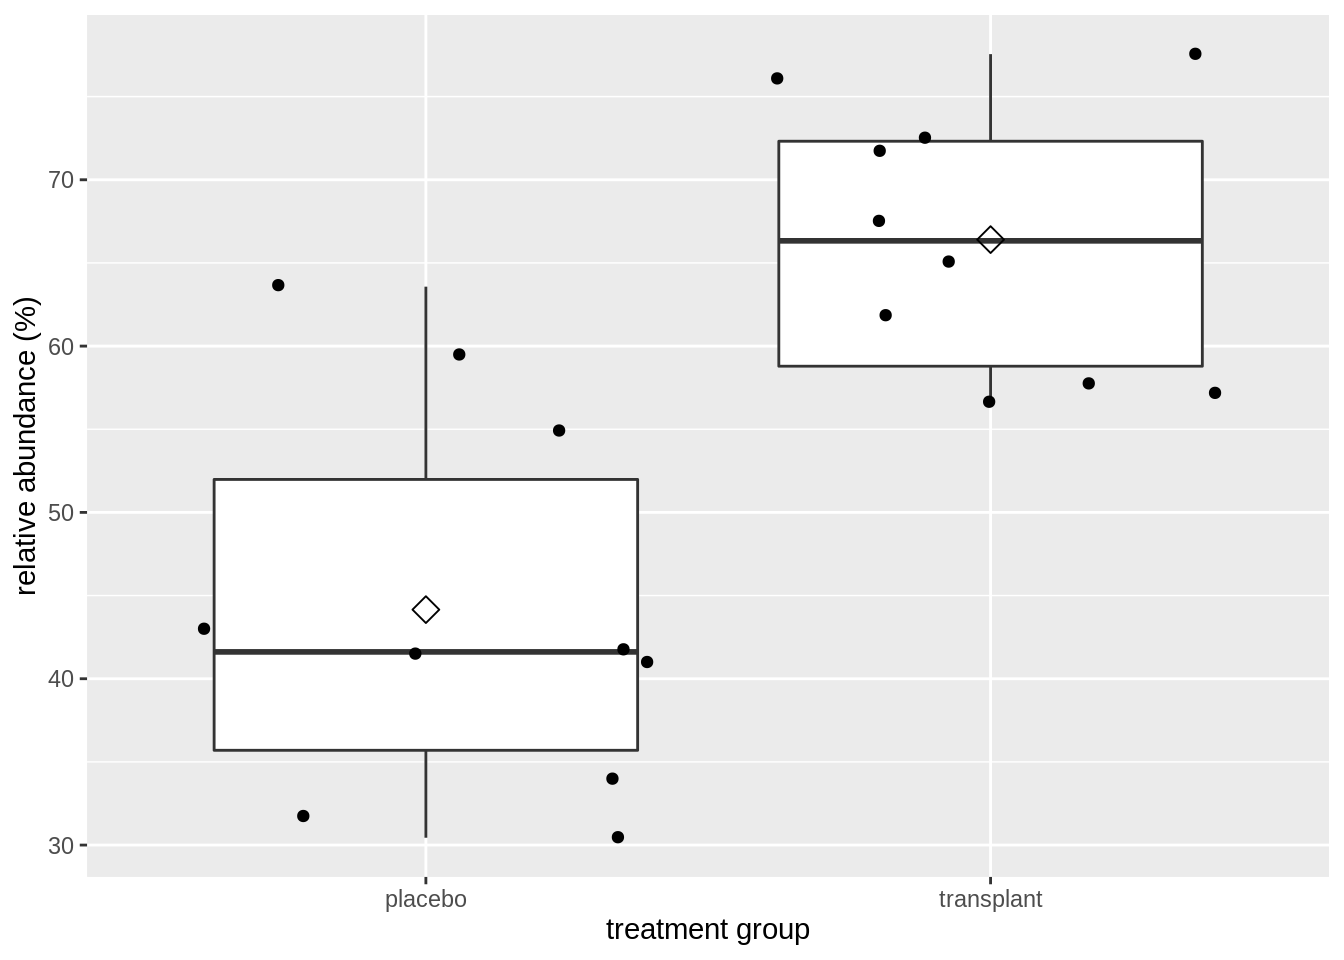 relative abundance (%)
70
60
50
40
30
placebo
transplant
treatment group